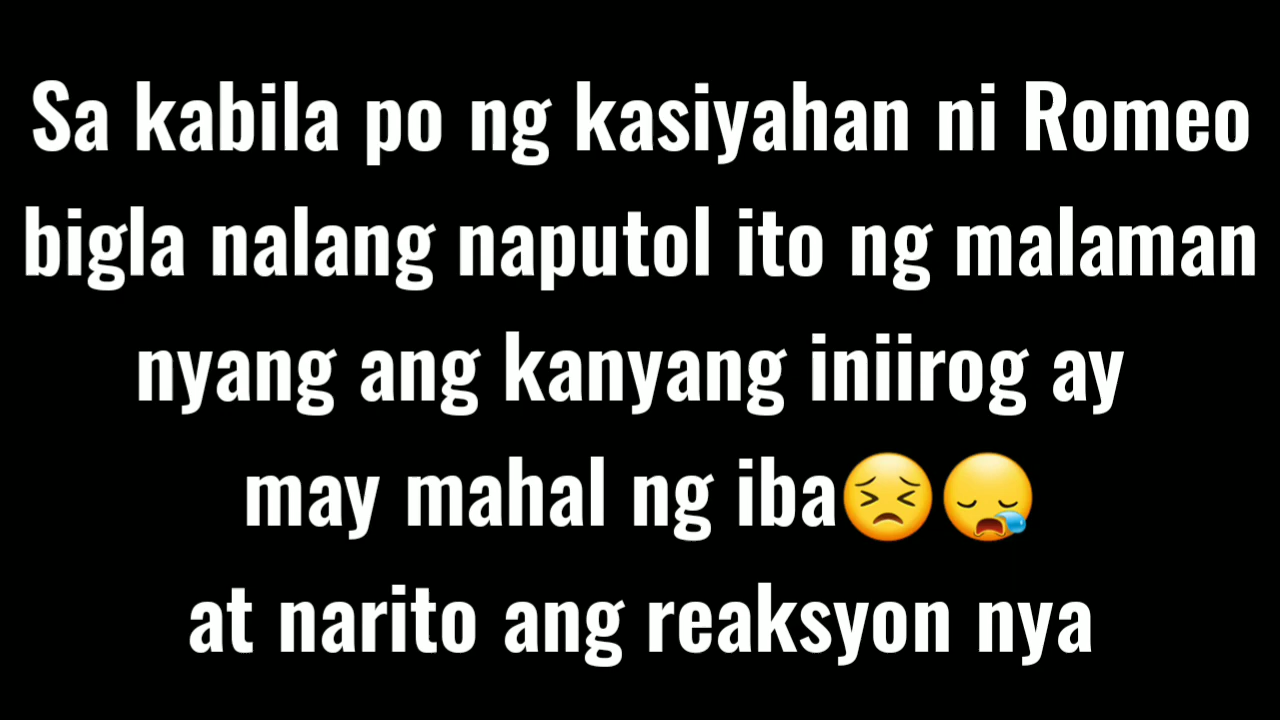 Sa kabila po ng kasiyahan ni Romeo
bigla nalang naputol ito ng malaman
nyang ang kanyang iniirog ay
may mahal ng iba😣😪
at narito ang reaksyon nya